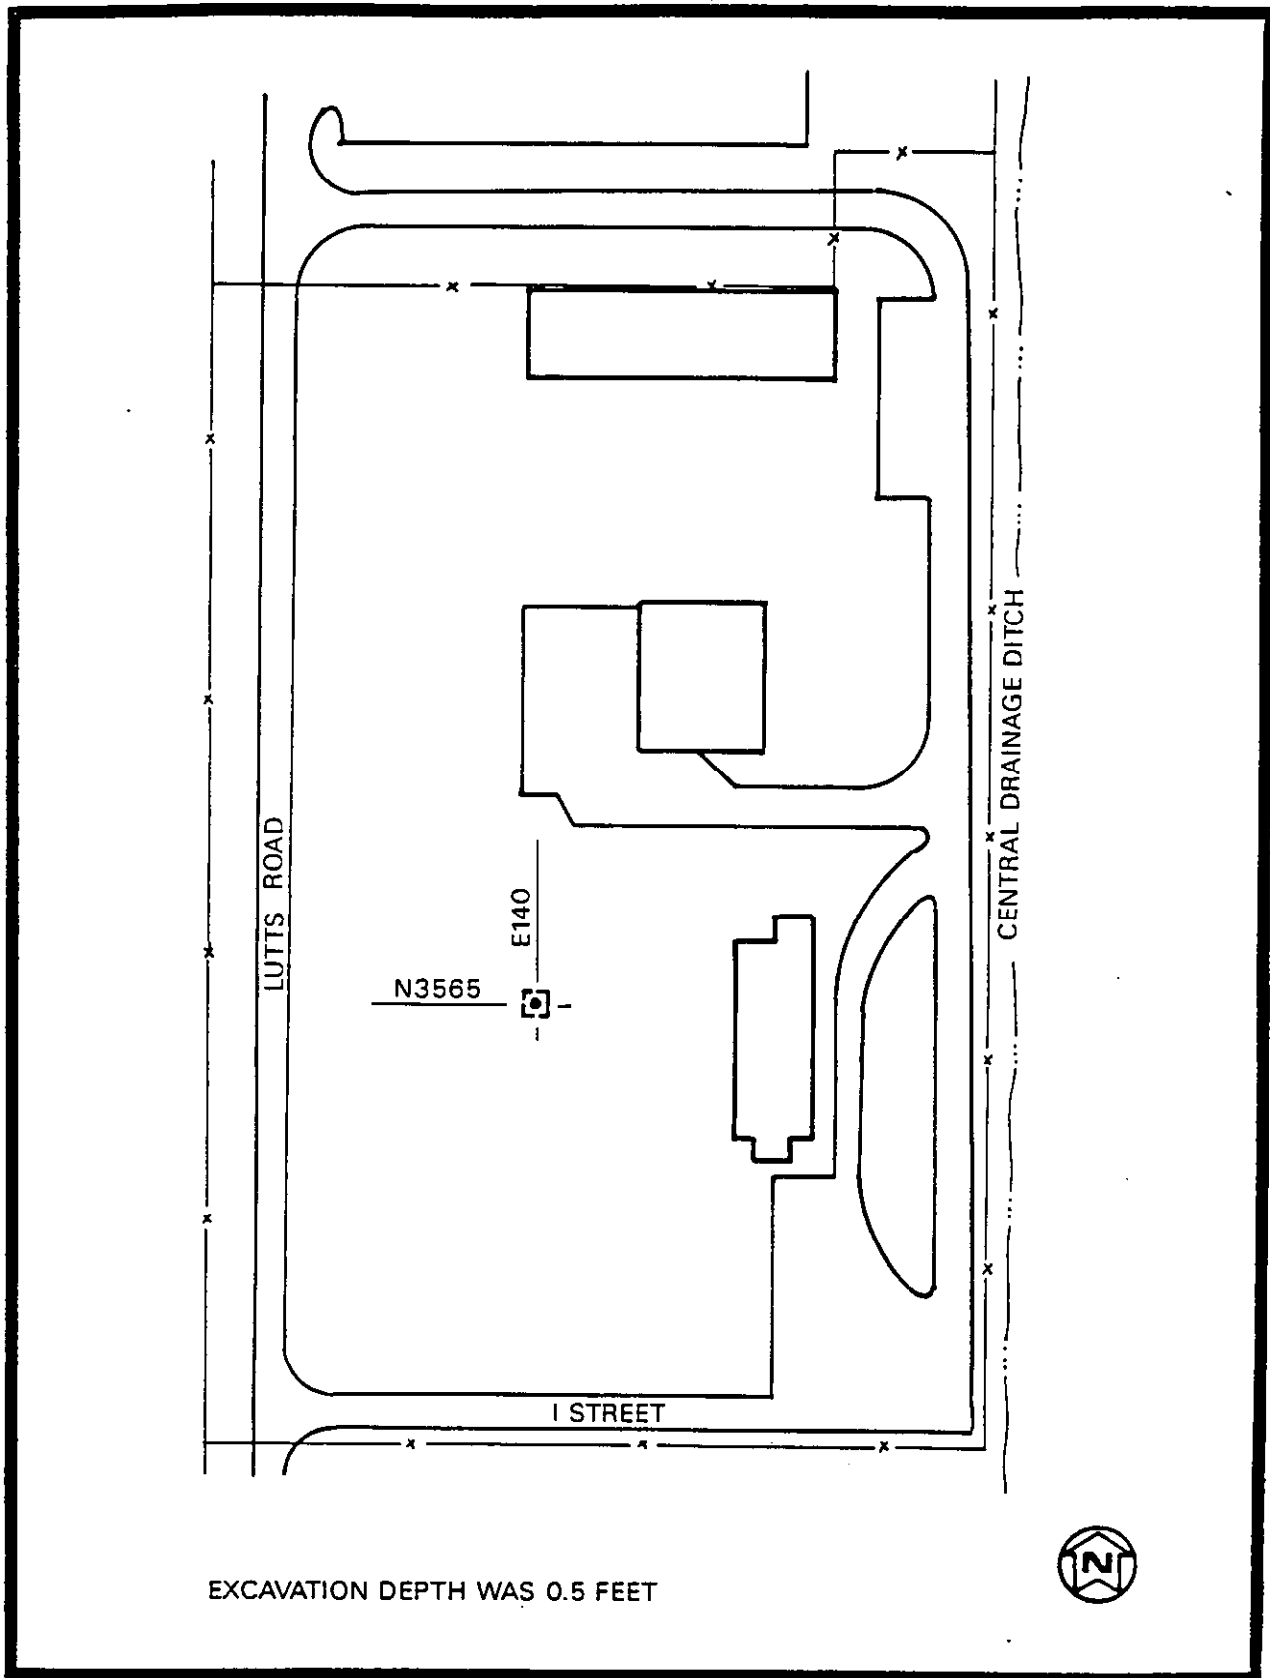 LUTTS ROAD
E140
N3565
CENTRAL DRAINAGE DITCH
I STREET
EXCAVATION DEPTH WAS 0.5 FEET
N